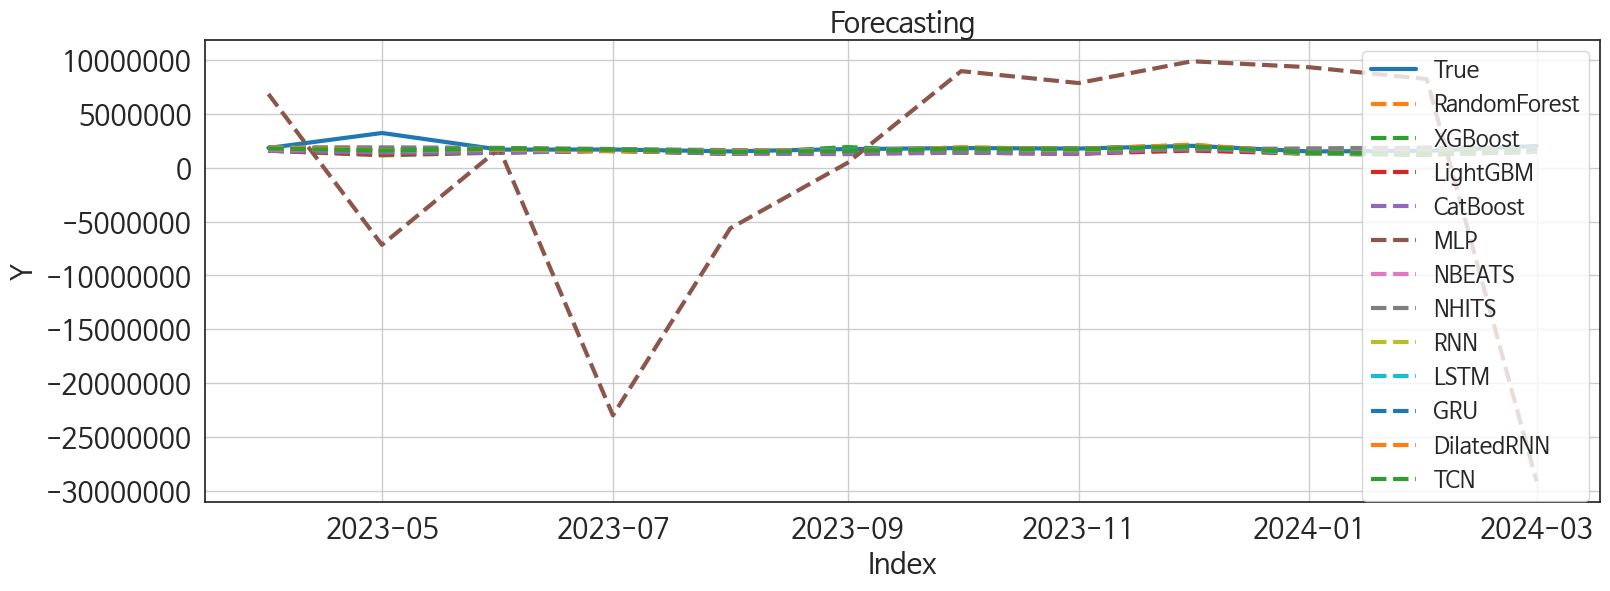 Forecasting
10000000
5000000
0
−5000000
−10000000
−15000000
−20000000
−25000000
−30000000
Y
2023−05
2023−07
2023−09
2023−11
2024−01
2024−03
Index
True
RandomForest
XGBoost
LightGBM
CatBoost
MLP
NBEATS
NHITS
RNN
LSTM
GRU
DilatedRNN
TCN